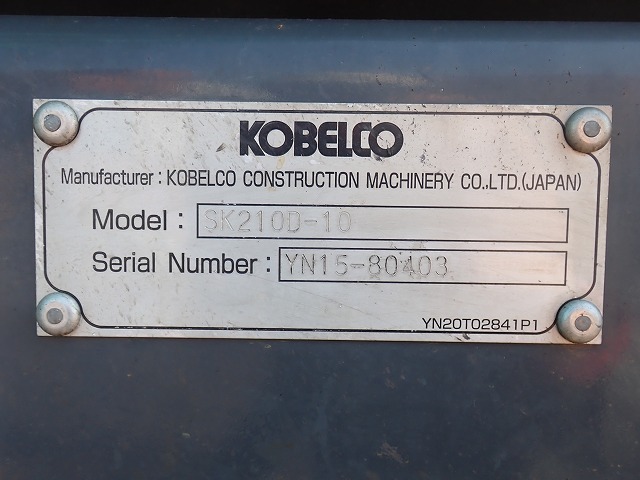 KOBELCO
Manufacturer : KOBELCO CONSTRUCTION MACHINERY CO.,LTD.(JAPAN)
Model : SK210D-10
Serial Number : YN15-80403
YN20T02841P1